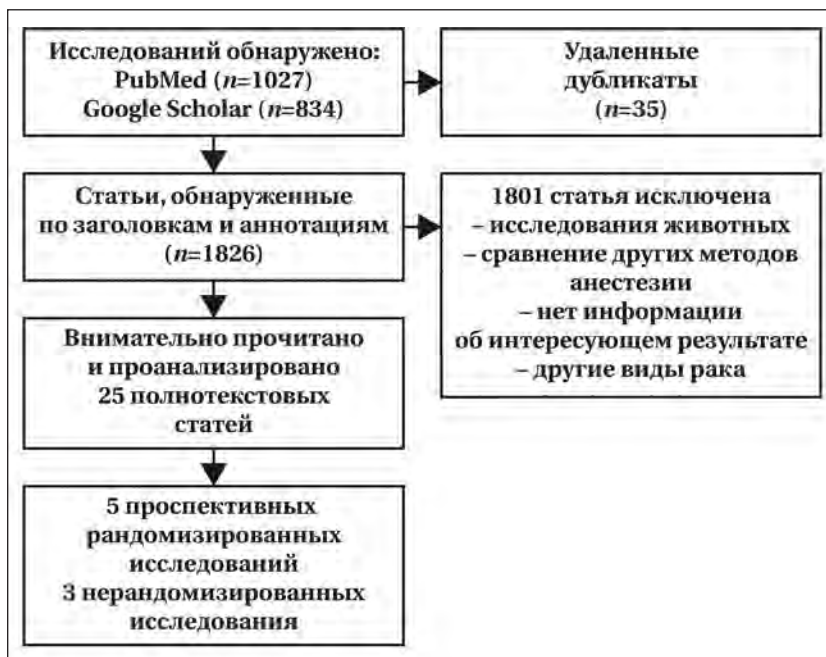 Исследований обнаружено:
PubMed (n=1027)
Google Scholar (n=834)
Удаленные
дубликаты
(n=35)
Статьи, обнаруженные
по заголовкам и аннотациям
(n=1826)
1801 статья исключена
– исследования животных
– сравнение других методов
анестезии
– нет информации
об интересующем результате
– другие виды рака
Внимательно прочитано
и проанализировано
25 полнотекстовых
статей
5 проспективных
рандомизированных
исследований
3 нерандомизированных
исследования